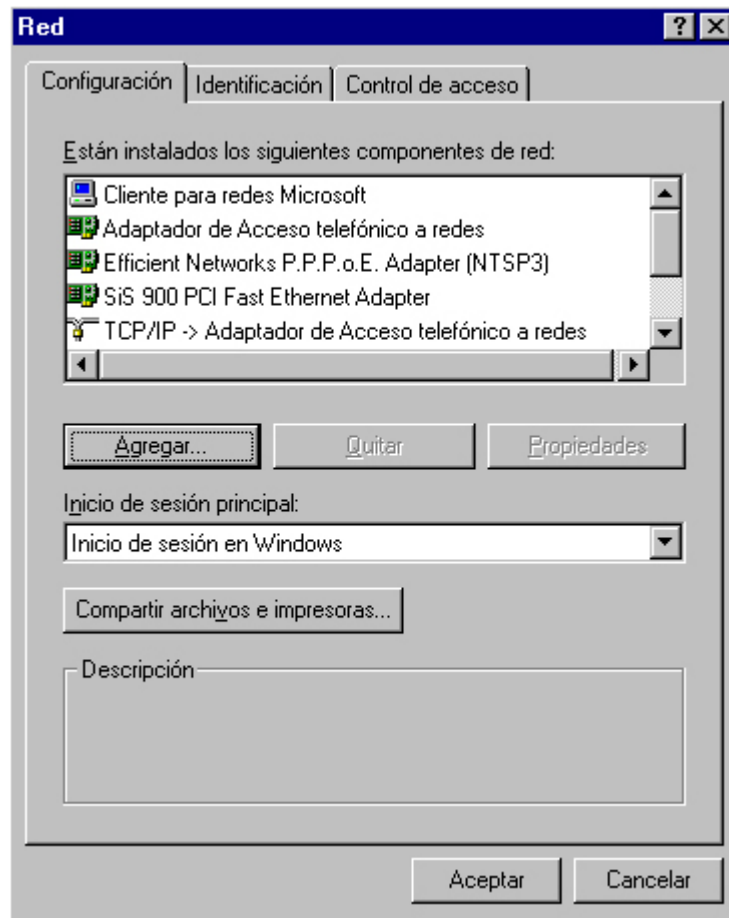 Red
Configuración Identificación Control de acceso
Están instalados los siguientes componentes de red:
Cliente para redes Microsoft
Adaptador de Acceso telefónico a redes
Efficient Networks P.P.P.o.E. Adapter (NTSP3)
SiS 900 PCI Fast Ethernet Adapter
TCP/IP -> Adaptador de Acceso telefónico a redes
Agregar... Quitar Propiedades
Inicio de sesión principal:
Inicio de sesión en Windows
Compartir archivos e impresoras...
Descripción
Aceptar Cancelar